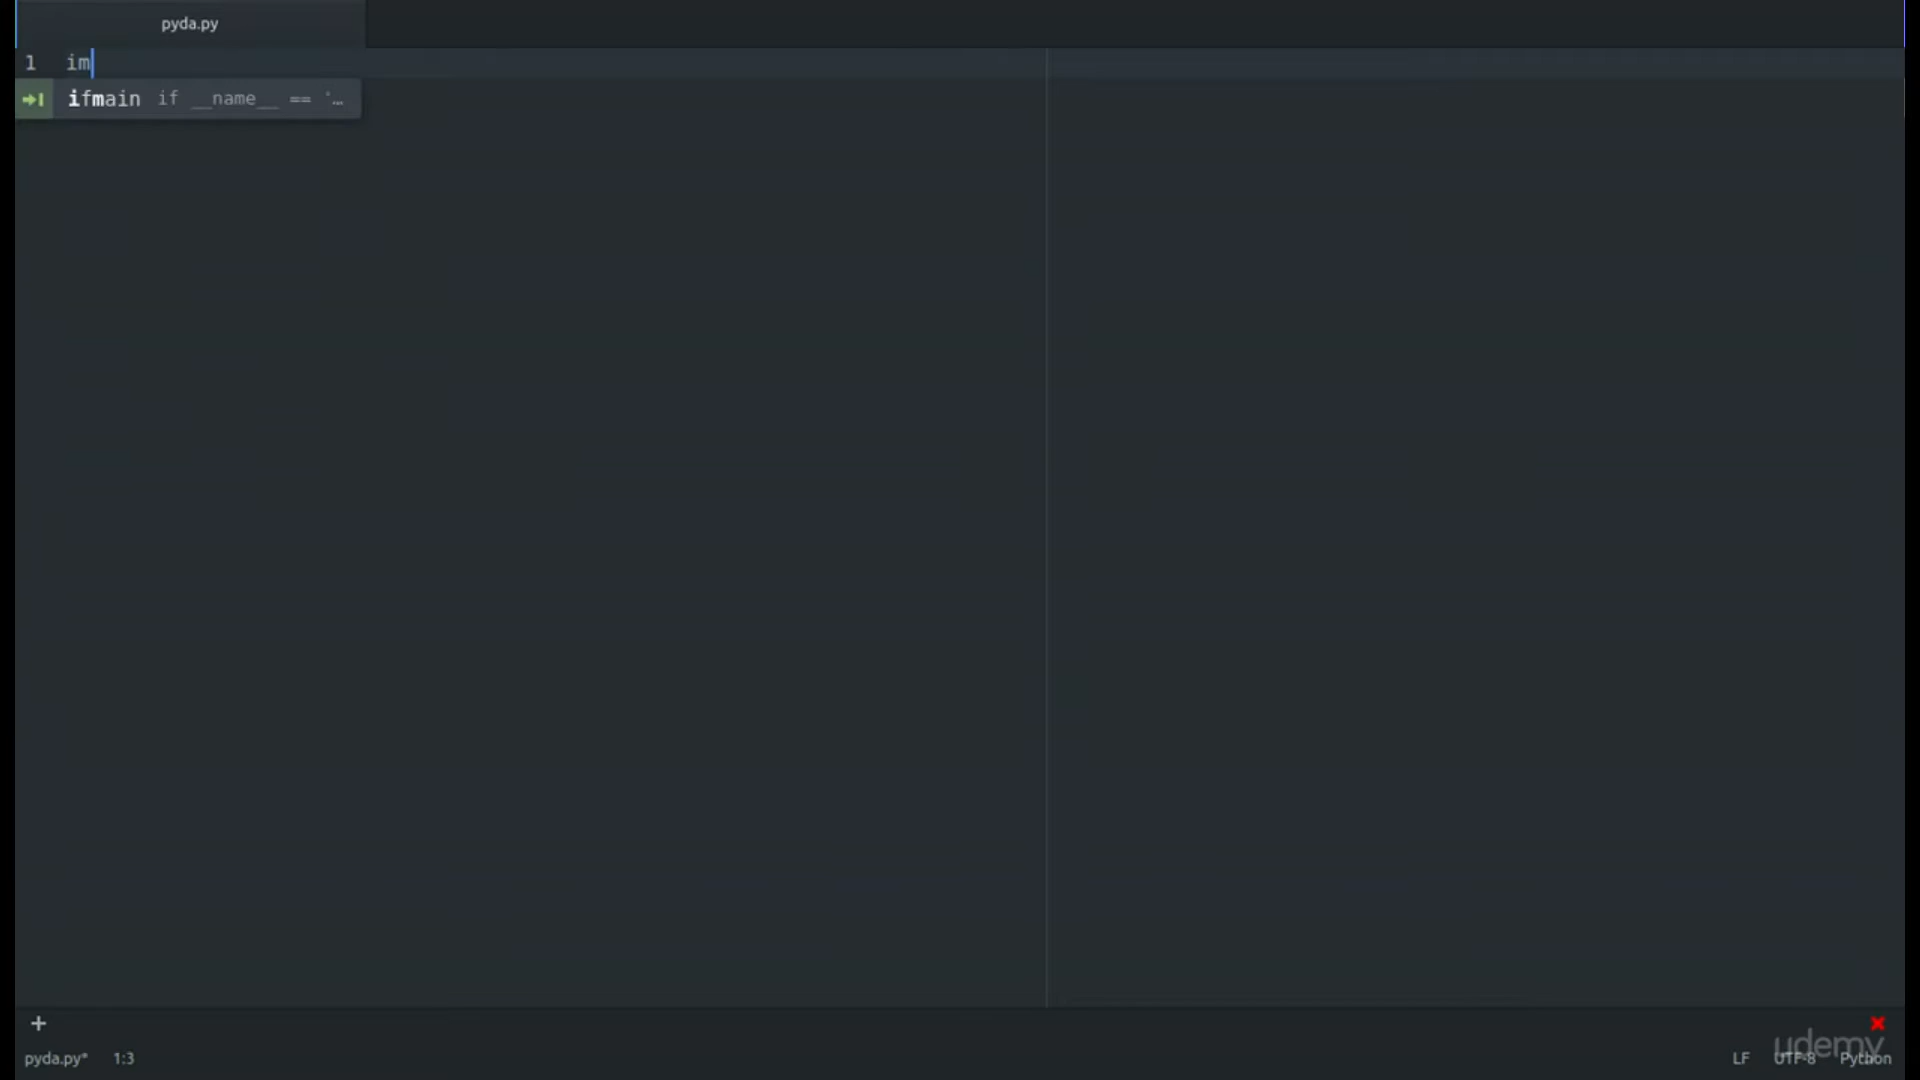 pyda.py
1 im
ifmain if __name__ == '…
+
pyda.py* 1:3
LF UTF-8 Python
udemy